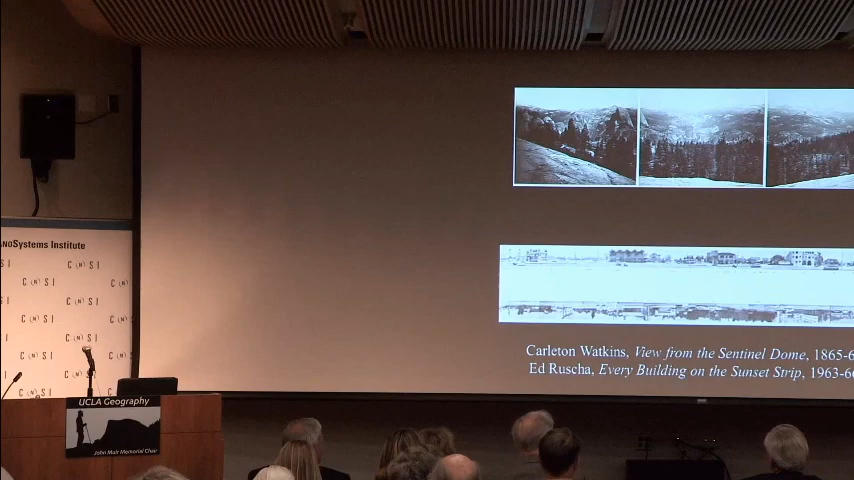 Carleton Watkins, View from the Sentinel Dome, 1865-6
Ed Ruscha, Every Building on the Sunset Strip, 1963-6
NanoSystems Institute
C (N) S I
C (N) S I
C (N) S I
C (N) S I
C (N) S I
C (N) S I
C (N) S I
UCLA Geography
John Muir Memorial Chair